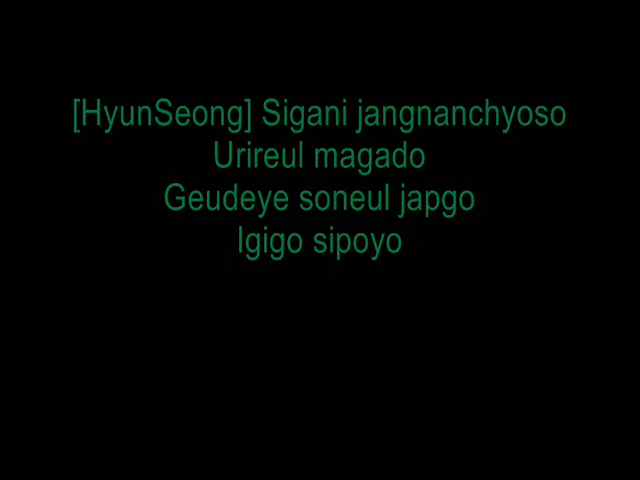 [HyunSeong] Sigani jangnanchyoso
Urireul magado
Geudeye soneul japgo
Igigo sipoyo